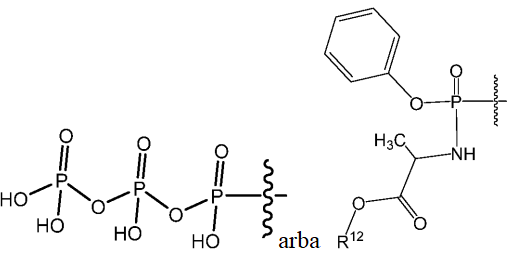 O
O P NH
H₃C
O O
R¹²
O O O
HO P P P
HO O HO O HO
arba